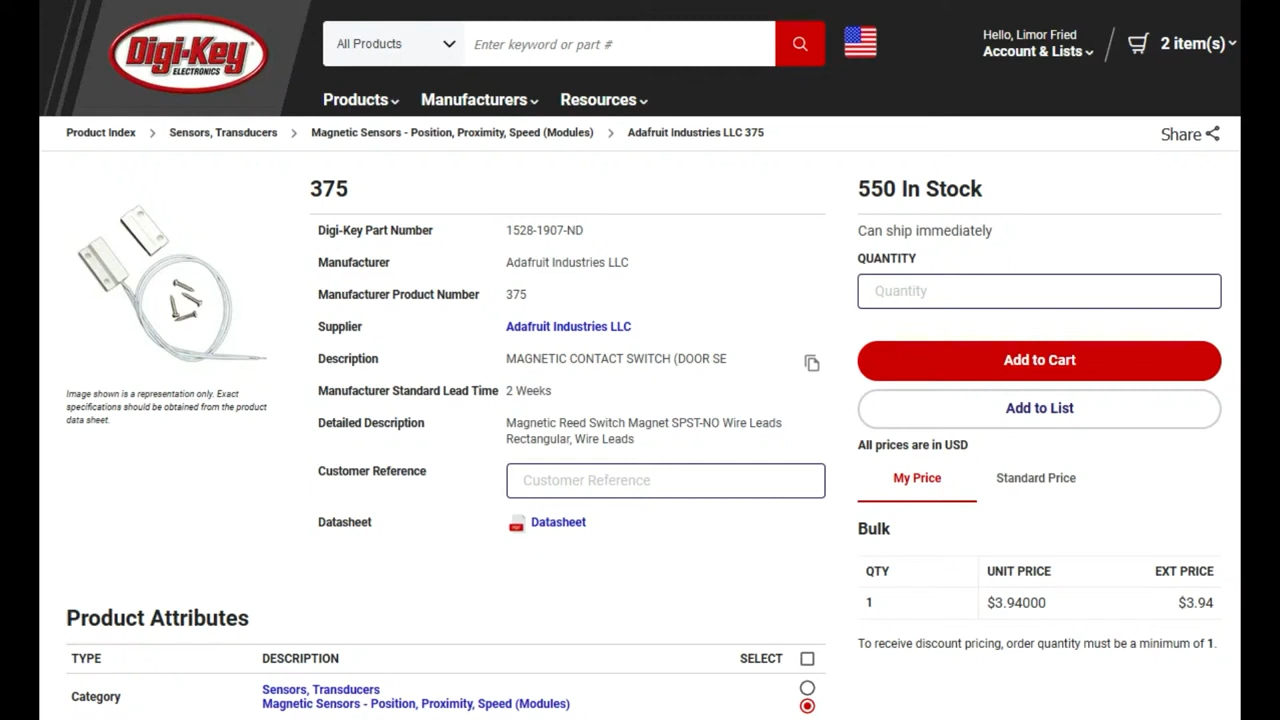 Digi-Key
ELECTRONICS
All Products
Enter keyword or part #
Hello, Limor Fried
Account & Lists
2 item(s)
Products
Manufacturers
Resources
Product Index
Sensors, Transducers
Magnetic Sensors - Position, Proximity, Speed (Modules)
Adafruit Industries LLC 375
Share
Image shown is a representation only. Exact
specifications should be obtained from the product
data sheet.
375
Digi-Key Part Number 1528-1907-ND
Manufacturer Adafruit Industries LLC
Manufacturer Product Number 375
Supplier Adafruit Industries LLC
Description MAGNETIC CONTACT SWITCH (DOOR SE
Manufacturer Standard Lead Time 2 Weeks
Detailed Description Magnetic Reed Switch Magnet SPST-NO Wire Leads
Rectangular, Wire Leads
Customer Reference Customer Reference
Datasheet Datasheet
550 In Stock
Can ship immediately
QUANTITY
Quantity
Add to Cart
Add to List
All prices are in USD
My Price Standard Price
Bulk
QTY UNIT PRICE EXT PRICE
1 $3.94000 $3.94
To receive discount pricing, order quantity must be a minimum of 1.
Product Attributes
TYPE DESCRIPTION SELECT
Category Sensors, Transducers
Magnetic Sensors - Position, Proximity, Speed (Modules)